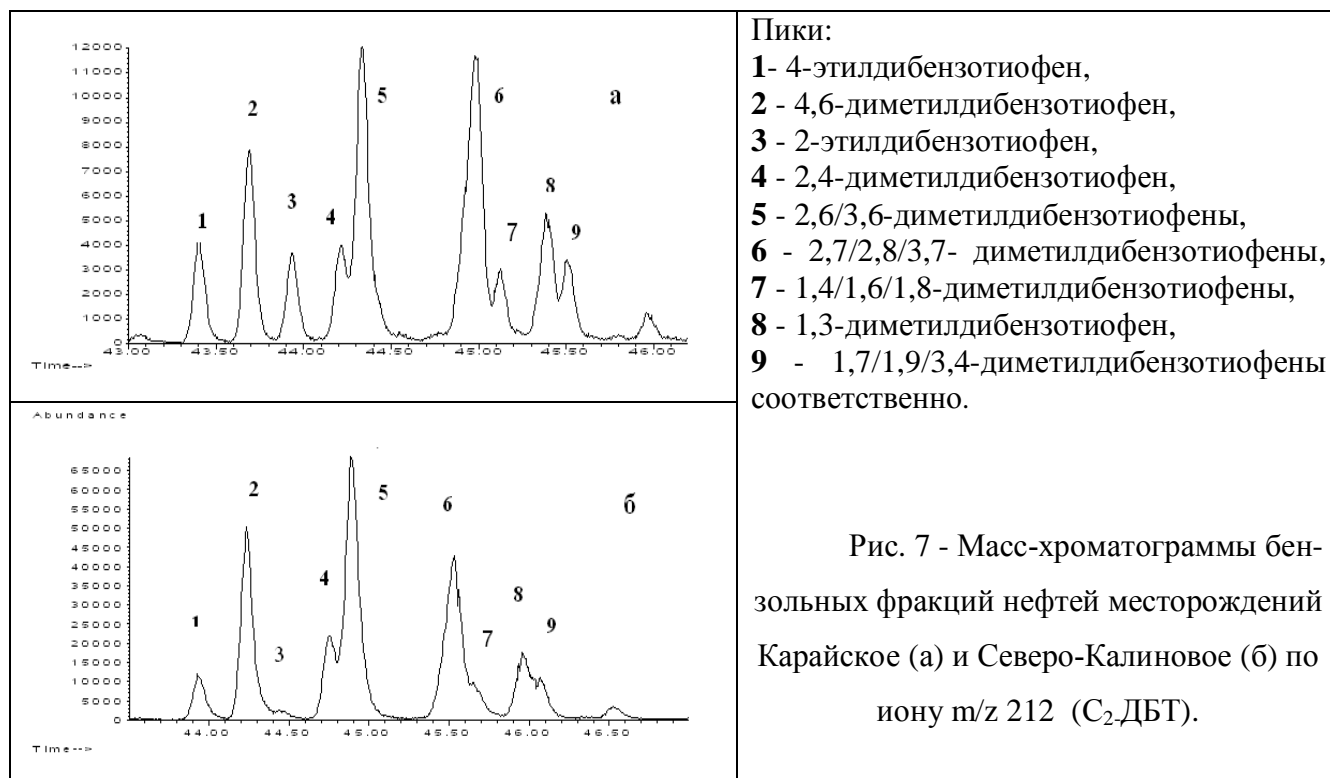 12000
11000
10000
9000
8000
7000
6000
5000
4000
3000
2000
1000
0
1
2
3
4
5
6
7
8
9
а
43.00 43.50 44.00 44.50 45.00 45.50 46.00
Time-->
Abundance
65000
60000
55000
50000
45000
40000
35000
30000
25000
20000
15000
10000
5000
0
1
2
3
4
5
6
7
8
9
б
44.00 44.50 45.00 45.50 46.00 46.50
Time-->
Пики:
1- 4-этилдибензотиофен,
2 - 4,6-диметилдибензотиофен,
3 - 2-этилдибензотиофен,
4 - 2,4-диметилдибензотиофен,
5 - 2,6/3,6-диметилдибензотиофены,
6 - 2,7/2,8/3,7- диметилдибензотиофены,
7 - 1,4/1,6/1,8-диметилдибензотиофены,
8 - 1,3-диметилдибензотиофен,
9 - 1,7/1,9/3,4-диметилдибензотиофены
соответственно.
Рис. 7 - Масс-хроматограммы бен-
зольных фракций нефтей месторождений
Карайское (а) и Северо-Калиновое (б) по
иону m/z 212 (С2-ДБТ).